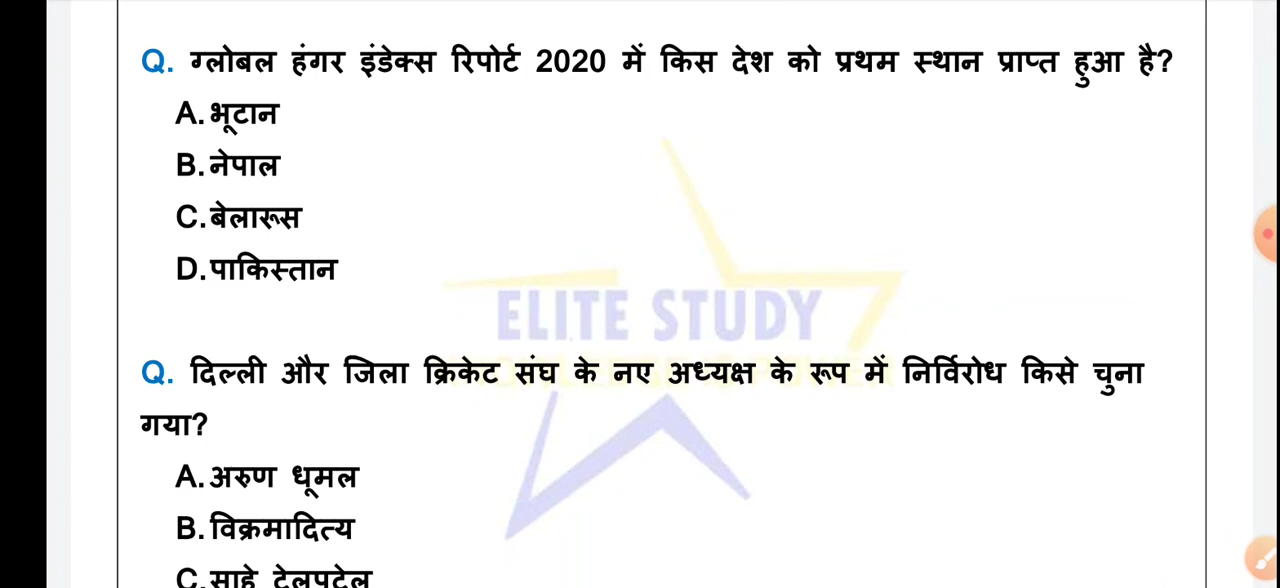 Q. ग्लोबल हंगर इंडेक्स रिपोर्ट 2020 में किस देश को प्रथम स्थान प्राप्त हुआ है?
A. भूटान
B. नेपाल
C. बेलारूस
D. पाकिस्तान
ELITE STUDY
Q. दिल्ली और जिला क्रिकेट संघ के नए अध्यक्ष के रूप में निर्विरोध किसे चुना
गया?
A. अरुण धूमल
B. विक्रमादित्य